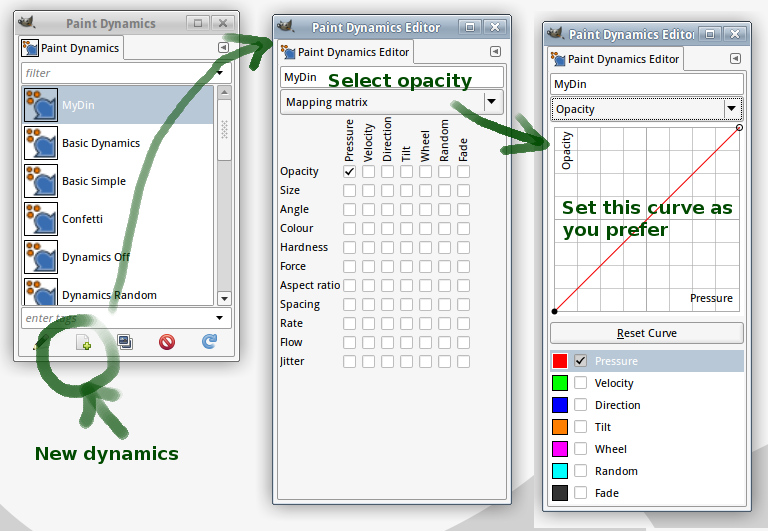 Paint Dynamics
Paint Dynamics
filter
MyDin
Basic Dynamics
Basic Simple
Confetti
Dynamics Off
Dynamics Random
enter tags
New dynamics
Paint Dynamics Editor
Paint Dynamics Editor
MyDin
Select opacity
Mapping matrix
Pressure
Velocity
Direction
Tilt
Wheel
Random
Fade
Opacity
Size
Angle
Colour
Hardness
Force
Aspect ratio
Spacing
Rate
Flow
Jitter
Paint Dynamics Editor
Paint Dynamics Editor
MyDin
Opacity
Opacity
Set this curve as
you prefer
Pressure
Reset Curve
Pressure
Velocity
Direction
Tilt
Wheel
Random
Fade